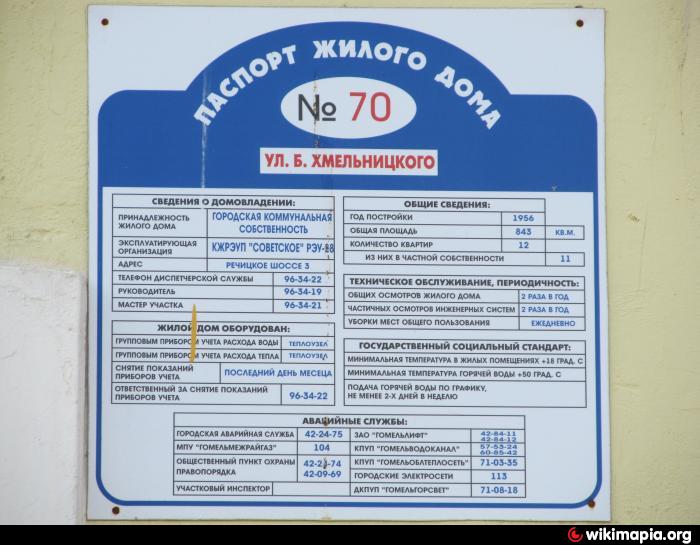 ПАСПОРТ ЖИЛОГО ДОМА
№ 70
УЛ. Б. ХМЕЛЬНИЦКОГО
СВЕДЕНИЯ О ДОМОВЛАДЕНИИ:
ПРИНАДЛЕЖНОСТЬ ЖИЛОГО ДОМА ГОРОДСКАЯ КОММУНАЛЬНАЯ СОБСТВЕННОСТЬ
ЭКСПЛУАТИРУЮЩАЯ ОРГАНИЗАЦИЯ КЖРЭУП "СОВЕТСКОЕ" РЭУ-28
АДРЕС РЕЧИЦКОЕ ШОССЕ 3
ТЕЛЕФОН ДИСПЕТЧЕРСКОЙ СЛУЖБЫ 96-34-22
РУКОВОДИТЕЛЬ 96-34-19
МАСТЕР УЧАСТКА 96-34-21
ЖИЛОЙ ДОМ ОБОРУДОВАН:
ГРУППОВЫМ ПРИБОРОМ УЧЕТА РАСХОДА ВОДЫ ТЕПЛОУЗЕЛ
ГРУППОВЫМ ПРИБОРОМ УЧЕТА РАСХОДА ТЕПЛА ТЕПЛОУЗЕЛ
СНЯТИЕ ПОКАЗАНИЙ ПРИБОРОВ УЧЕТА ПОСЛЕДНИЙ ДЕНЬ МЕСЕЦА
ОТВЕТСТВЕННЫЙ ЗА СНЯТИЕ ПОКАЗАНИЙ ПРИБОРОВ УЧЕТА 96-34-22
ОБЩИЕ СВЕДЕНИЯ:
ГОД ПОСТРОЙКИ 1956
ОБЩАЯ ПЛОЩАДЬ 843 КВ.М.
КОЛИЧЕСТВО КВАРТИР 12
ИЗ НИХ В ЧАСТНОЙ СОБСТВЕННОСТИ 11
ТЕХНИЧЕСКОЕ ОБСЛУЖИВАНИЕ, ПЕРИОДИЧНОСТЬ:
ОБЩИХ ОСМОТРОВ ЖИЛОГО ДОМА 2 РАЗА В ГОД
ЧАСТИЧНЫХ ОСМОТРОВ ИНЖЕНЕРНЫХ СИСТЕМ 2 РАЗА В ГОД
УБОРКИ МЕСТ ОБЩЕГО ПОЛЬЗОВАНИЯ ЕЖЕДНЕВНО
ГОСУДАРСТВЕННЫЙ СОЦИАЛЬНЫЙ СТАНДАРТ:
МИНИМАЛЬНАЯ ТЕМПЕРАТУРА В ЖИЛЫХ ПОМЕЩЕНИЯХ +18 ГРАД. С
МИНИМАЛЬНАЯ ТЕМПЕРАТУРА ГОРЯЧЕЙ ВОДЫ +50 ГРАД. С
ПОДАЧА ГОРЯЧЕЙ ВОДЫ ПО ГРАФИКУ,
НЕ МЕНЕЕ 2-Х ДНЕЙ В НЕДЕЛЮ
АВАРИЙНЫЕ СЛУЖБЫ:
ГОРОДСКАЯ АВАРИЙНАЯ СЛУЖБА 42-24-75
МПУ "ГОМЕЛЬМЕЖРАЙГАЗ" 104
ОБЩЕСТВЕННЫЙ ПУНКТ ОХРАНЫ ПРАВОПОРЯДКА 42-23-74 42-09-69
УЧАСТКОВЫЙ ИНСПЕКТОР
ЗАО "ГОМЕЛЬЛИФТ" 42-84-11 42-84-12
КПУП "ГОМЕЛЬВОДОКАНАЛ" 57-53-24 60-85-42
КПУП "ГОМЕЛЬОБЛТЕПЛОСЕТЬ" 71-03-35
ГОРОДСКИЕ ЭЛЕКТРОСЕТИ 113
ДКПУП "ГОМЕЛЬГОРСВЕТ" 71-08-18
wikimapia.org